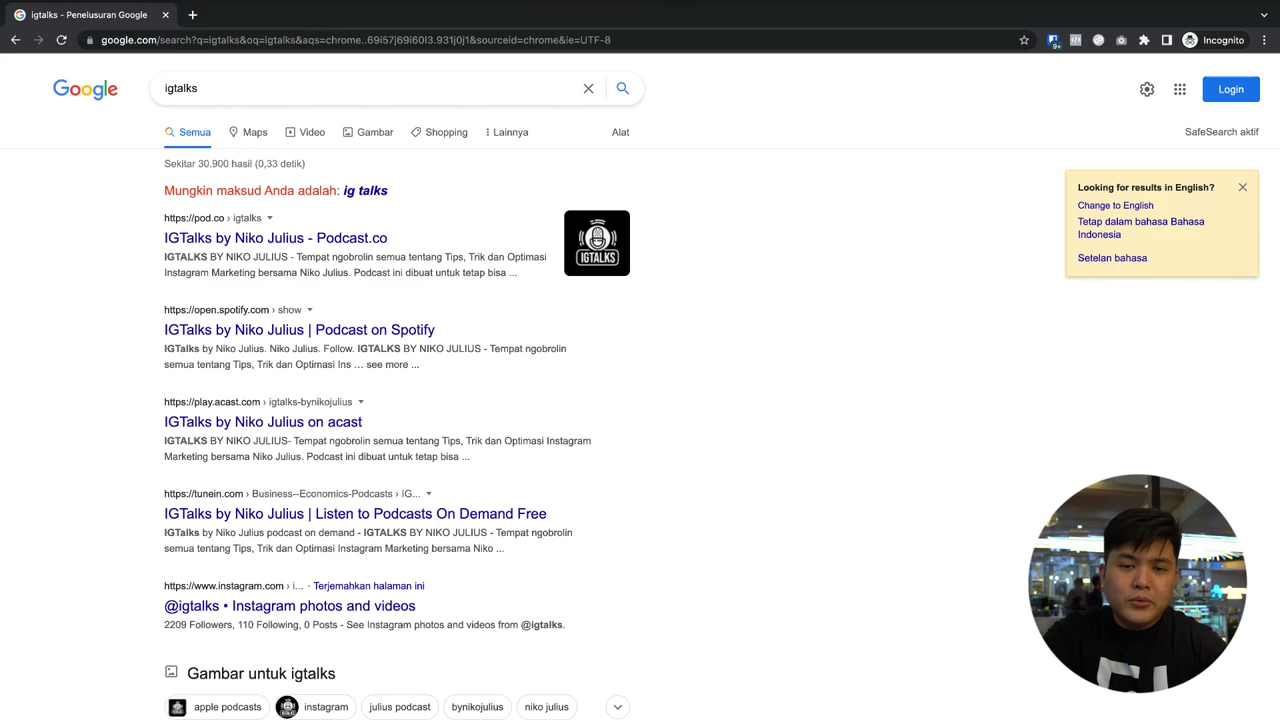 igtalks - Penelusuran Google
google.com/search?q=igtalks&oq=igtalks&aqs=chrome..69i57j69i60l3.931j0j1&sourceid=chrome&ie=UTF-8
9+
Incognito
Google
igtalks
Login
Semua
Maps
Video
Gambar
Shopping
Lainnya
Alat
SafeSearch aktif
Sekitar 30.900 hasil (0,33 detik)
Mungkin maksud Anda adalah: ig talks
https://pod.co › igtalks
IGTalks by Niko Julius - Podcast.co
IGTALKS BY NIKO JULIUS - Tempat ngobrolin semua tentang Tips, Trik dan Optimasi
Instagram Marketing bersama Niko Julius. Podcast ini dibuat untuk tetap bisa ...
IGTALKS
Looking for results in English?
Change to English
Tetap dalam bahasa Bahasa
Indonesia
Setelan bahasa
https://open.spotify.com › show
IGTalks by Niko Julius | Podcast on Spotify
IGTalks by Niko Julius. Niko Julius. Follow. IGTALKS BY NIKO JULIUS - Tempat ngobrolin
semua tentang Tips, Trik dan Optimasi Ins … see more ...
https://play.acast.com › igtalks-bynikojulius
IGTalks by Niko Julius on acast
IGTALKS BY NIKO JULIUS- Tempat ngobrolin semua tentang Tips, Trik dan Optimasi Instagram
Marketing bersama Niko Julius. Podcast ini dibuat untuk tetap bisa ...
https://tunein.com › Business--Economics-Podcasts › IG...
IGTalks by Niko Julius | Listen to Podcasts On Demand Free
IGTalks by Niko Julius podcast on demand - IGTALKS BY NIKO JULIUS - Tempat ngobrolin
semua tentang Tips, Trik dan Optimasi Instagram Marketing bersama Niko ...
https://www.instagram.com › i... · Terjemahkan halaman ini
@igtalks • Instagram photos and videos
2209 Followers, 110 Following, 0 Posts - See Instagram photos and videos from @igtalks.
Gambar untuk igtalks
apple podcasts
instagram
julius podcast
bynikojulius
niko julius